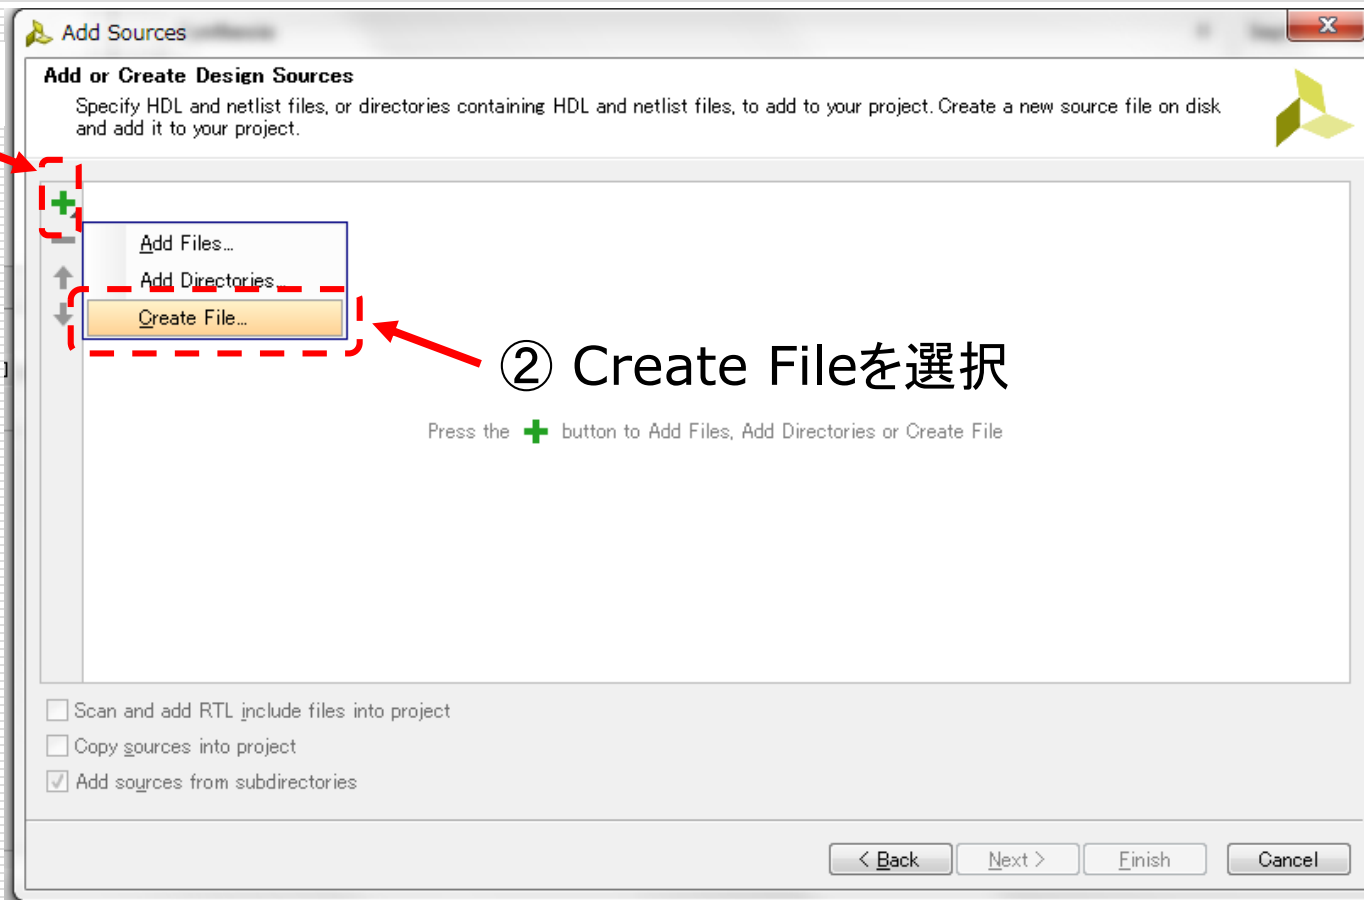 Add Sources
Add or Create Design Sources
Specify HDL and netlist files, or directories containing HDL and netlist files, to add to your project. Create a new source file on disk
and add it to your project.
Add Files...
Add Directories...
Create File...
② Create Fileを選択
Press the + button to Add Files, Add Directories or Create File
Scan and add RTL include files into project
Copy sources into project
Add sources from subdirectories
< Back Next > Finish Cancel